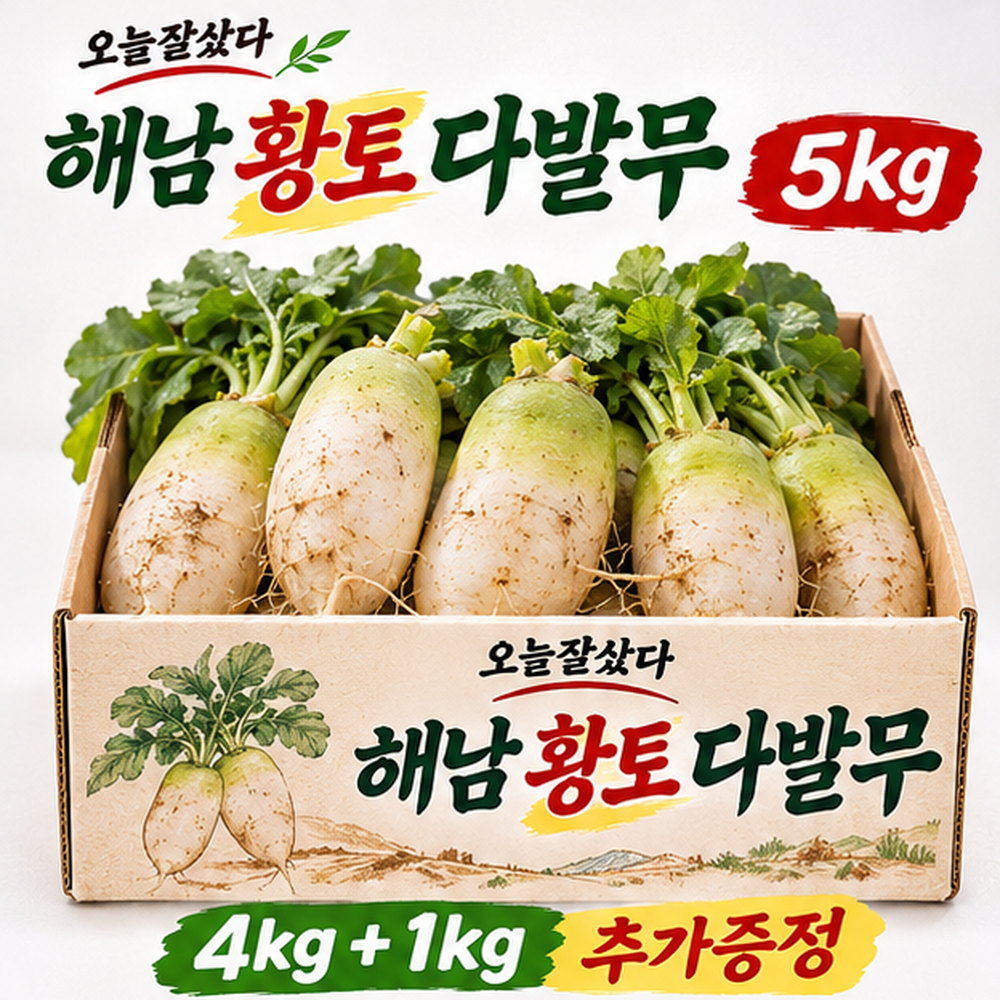 오늘잘샀다
해남 황토 다발무 5kg
오늘잘샀다
해남 황토 다발무
4kg + 1kg 추가증정